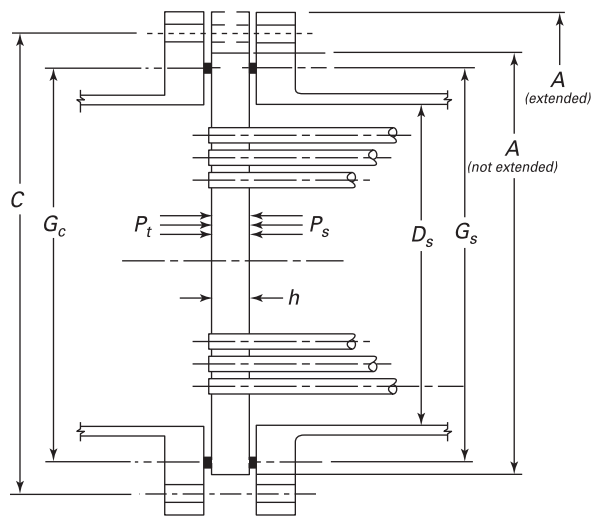 A
(extended)
A
(not extended)
C
G_c
P_t
P_s
D_s
G_s
h